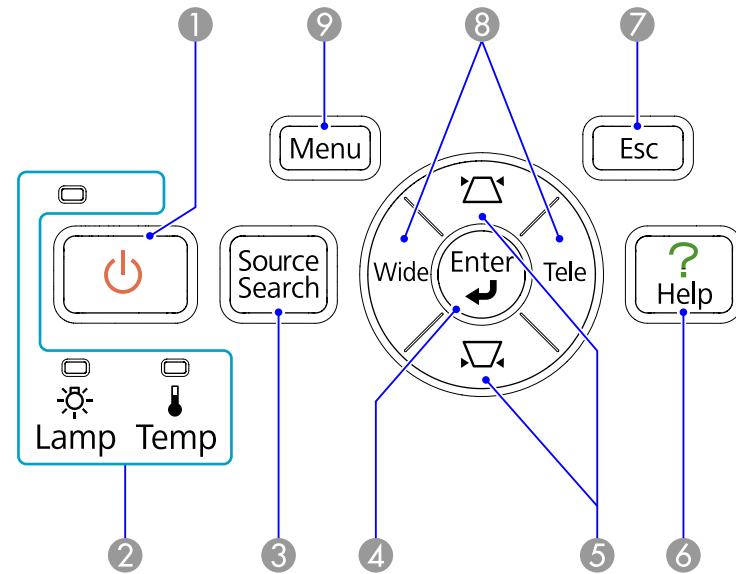 1
9
8
7
Menu
Esc
Source
Search
Wide
Enter
Tele
?
Help
Lamp
Temp
2
3
4
5
6